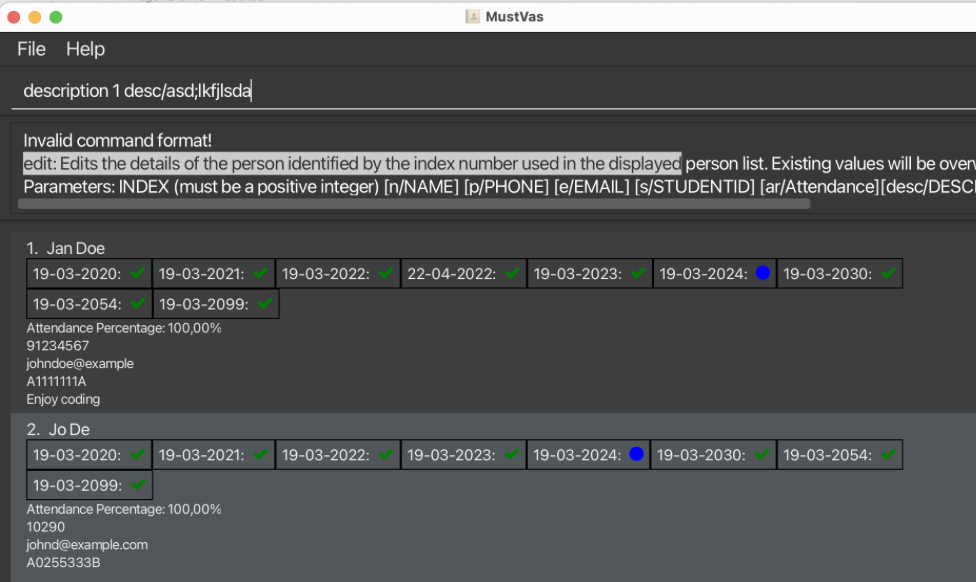 MustVas
File Help
description 1 desc/asd;lkfjlsda
Invalid command format!
edit: Edits the details of the person identified by the index number used in the displayed person list. Existing values will be
Parameters: INDEX (must be a positive integer) [n/NAME] [p/PHONE] [e/EMAIL] [s/STUDENTID] [ar/Attendance][desc/DESC
1. Jan Doe
19-03-2020: 19-03-2021: 19-03-2022: 22-04-2022: 19-03-2023: 19-03-2024: 19-03-2030:
19-03-2054: 19-03-2099:
Attendance Percentage: 100,00%
91234567
johndoe@example
A1111111A
Enjoy coding
2. Jo De
19-03-2020: 19-03-2021: 19-03-2022: 19-03-2023: 19-03-2024: 19-03-2030: 19-03-2054:
19-03-2099:
Attendance Percentage: 100,00%
10290
johnd@example.com
A0255333B